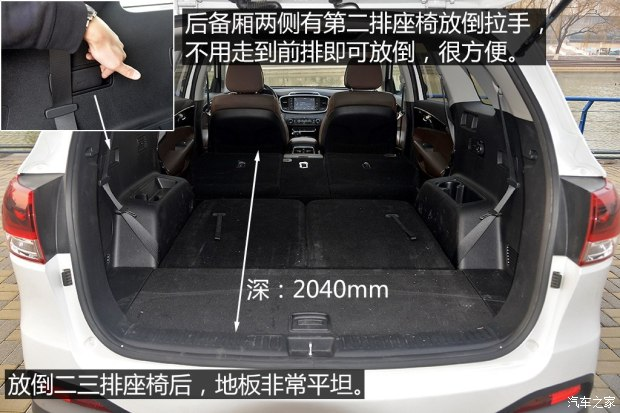 后备厢两侧有第二排座椅放倒拉手，
不用走到前排即可放倒，很方便。
深：2040mm
放倒二三排座椅后，地板非常平坦。
汽车之家